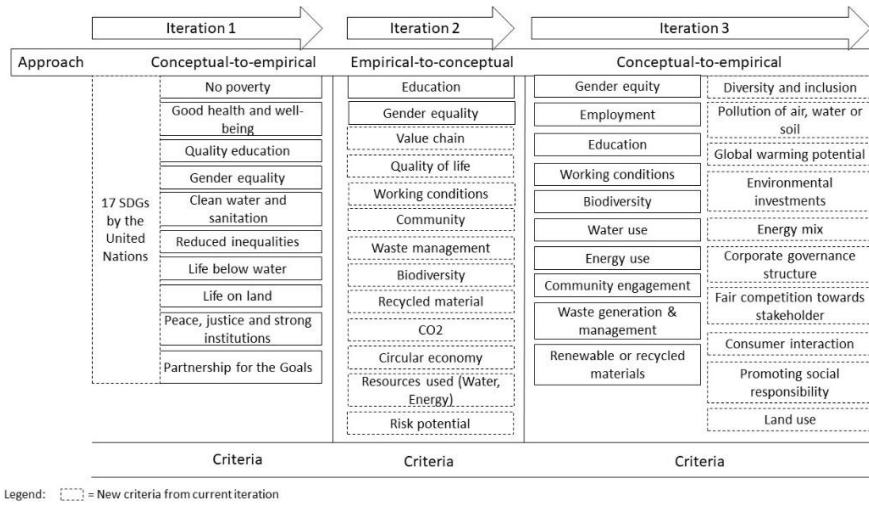 Iteration 1
Iteration 2
Iteration 3
Approach
Conceptual-to-empirical
Empirical-to-conceptual
Conceptual-to-empirical
17 SDGs
by the
United
Nations
No poverty
Good health and well-
being
Quality education
Gender equality
Clean water and
sanitation
Reduced inequalities
Life below water
Life on land
Peace, justice and strong
institutions
Partnership for the Goals
Education
Gender equality
Value chain
Quality of life
Working conditions
Community
Waste management
Biodiversity
Recycled material
CO2
Circular economy
Resources used (Water,
Energy)
Risk potential
Gender equity
Employment
Education
Working conditions
Biodiversity
Water use
Energy use
Community engagement
Waste generation &
management
Renewable or recycled
materials
Diversity and inclusion
Pollution of air, water or
soil
Global warming potential
Environmental
investments
Energy mix
Corporate governance
structure
Fair competition towards
stakeholder
Consumer interaction
Promoting social
responsibility
Land use
Criteria
Criteria
Criteria
Legend:
= New criteria from current iteration